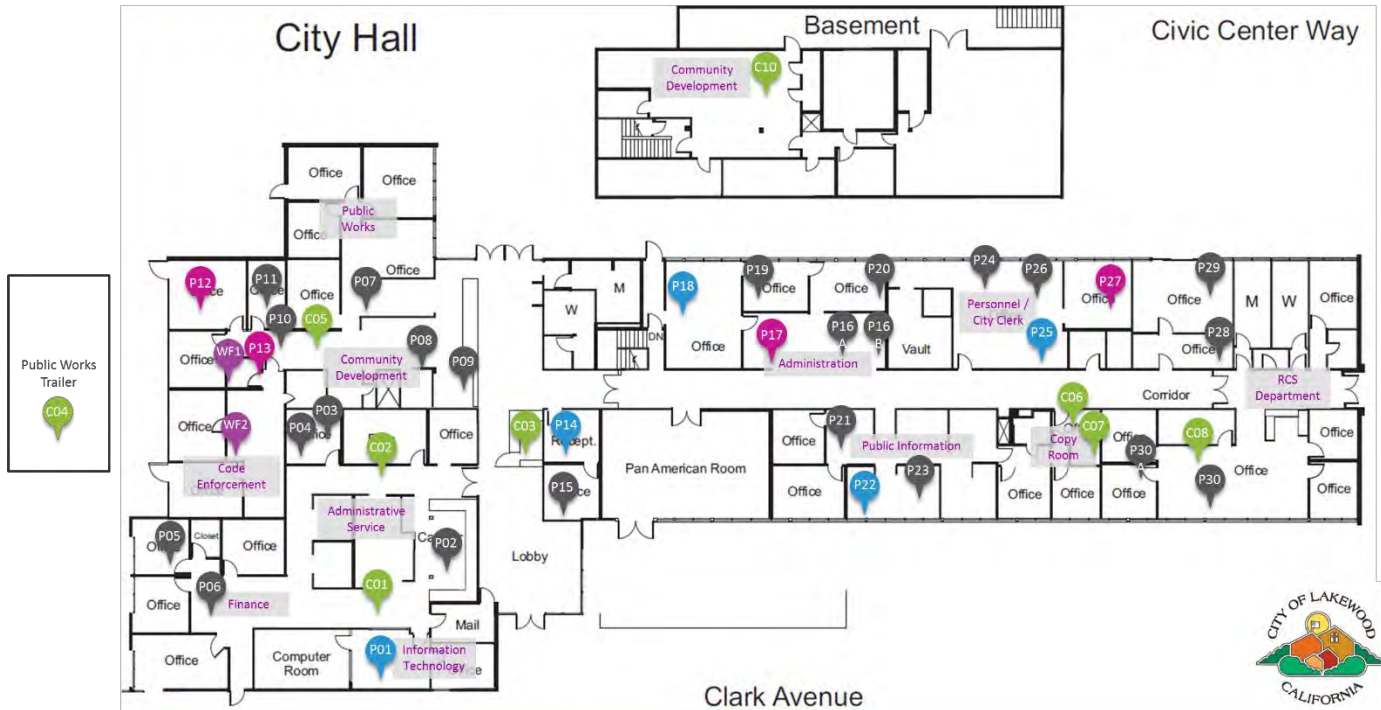 City Hall
Basement
Civic Center Way
Community
Development
C10
Office
Office
Public
Works
Office
Office
P12
P11
P07
Office
P10
C05
WF1
P13
Office
P08
P09
Community
Development
Public Works
Trailer
C04
WF2
Office
P04
P03
Office
C02
Office
Code
Enforcement
Administrative
Service
P05
Closet
Office
P02
P06
Office
Finance
C01
Mail
Office
Computer
Room
P01
Information
Technology
M
W
DN
P18
Office
P19
Office
P20
Office
P17
P16
A
P16
B
Administration
Vault
P24
P26
Personnel /
City Clerk
P25
P27
Office
P29
Office
P28
Office
M
W
Office
RCS
Department
Corridor
C03
P14
Recept.
P15
Lobby
Pan American Room
Office
P21
Public Information
Office
P22
P23
C06
C07
Copy
Room
Office
Office
Office
P30
A
Office
C08
Office
P30
Office
Office
Clark Avenue
CITY OF LAKEWOOD
CALIFORNIA